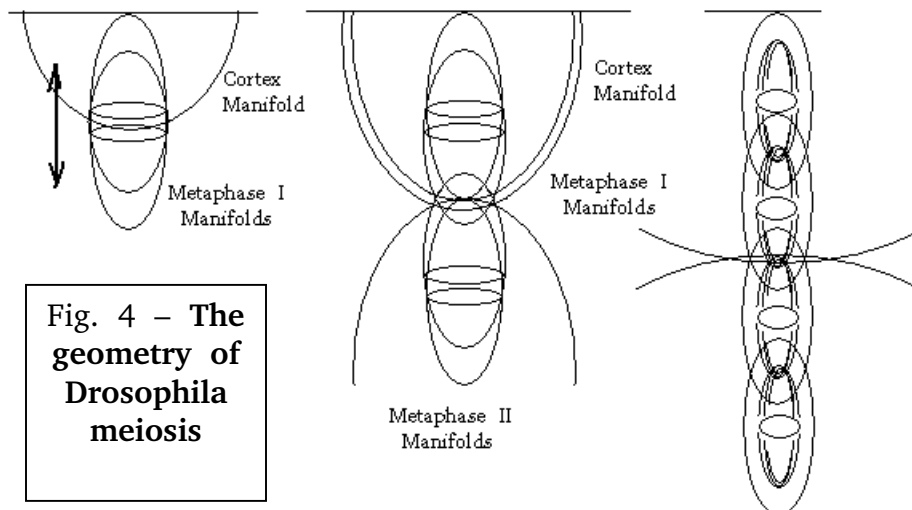 Cortex
Manifold
Metaphase I
Manifolds
Cortex
Manifold
Metaphase I
Manifolds
Metaphase II
Manifolds
Fig. 4 – The
geometry of
Drosophila
meiosis